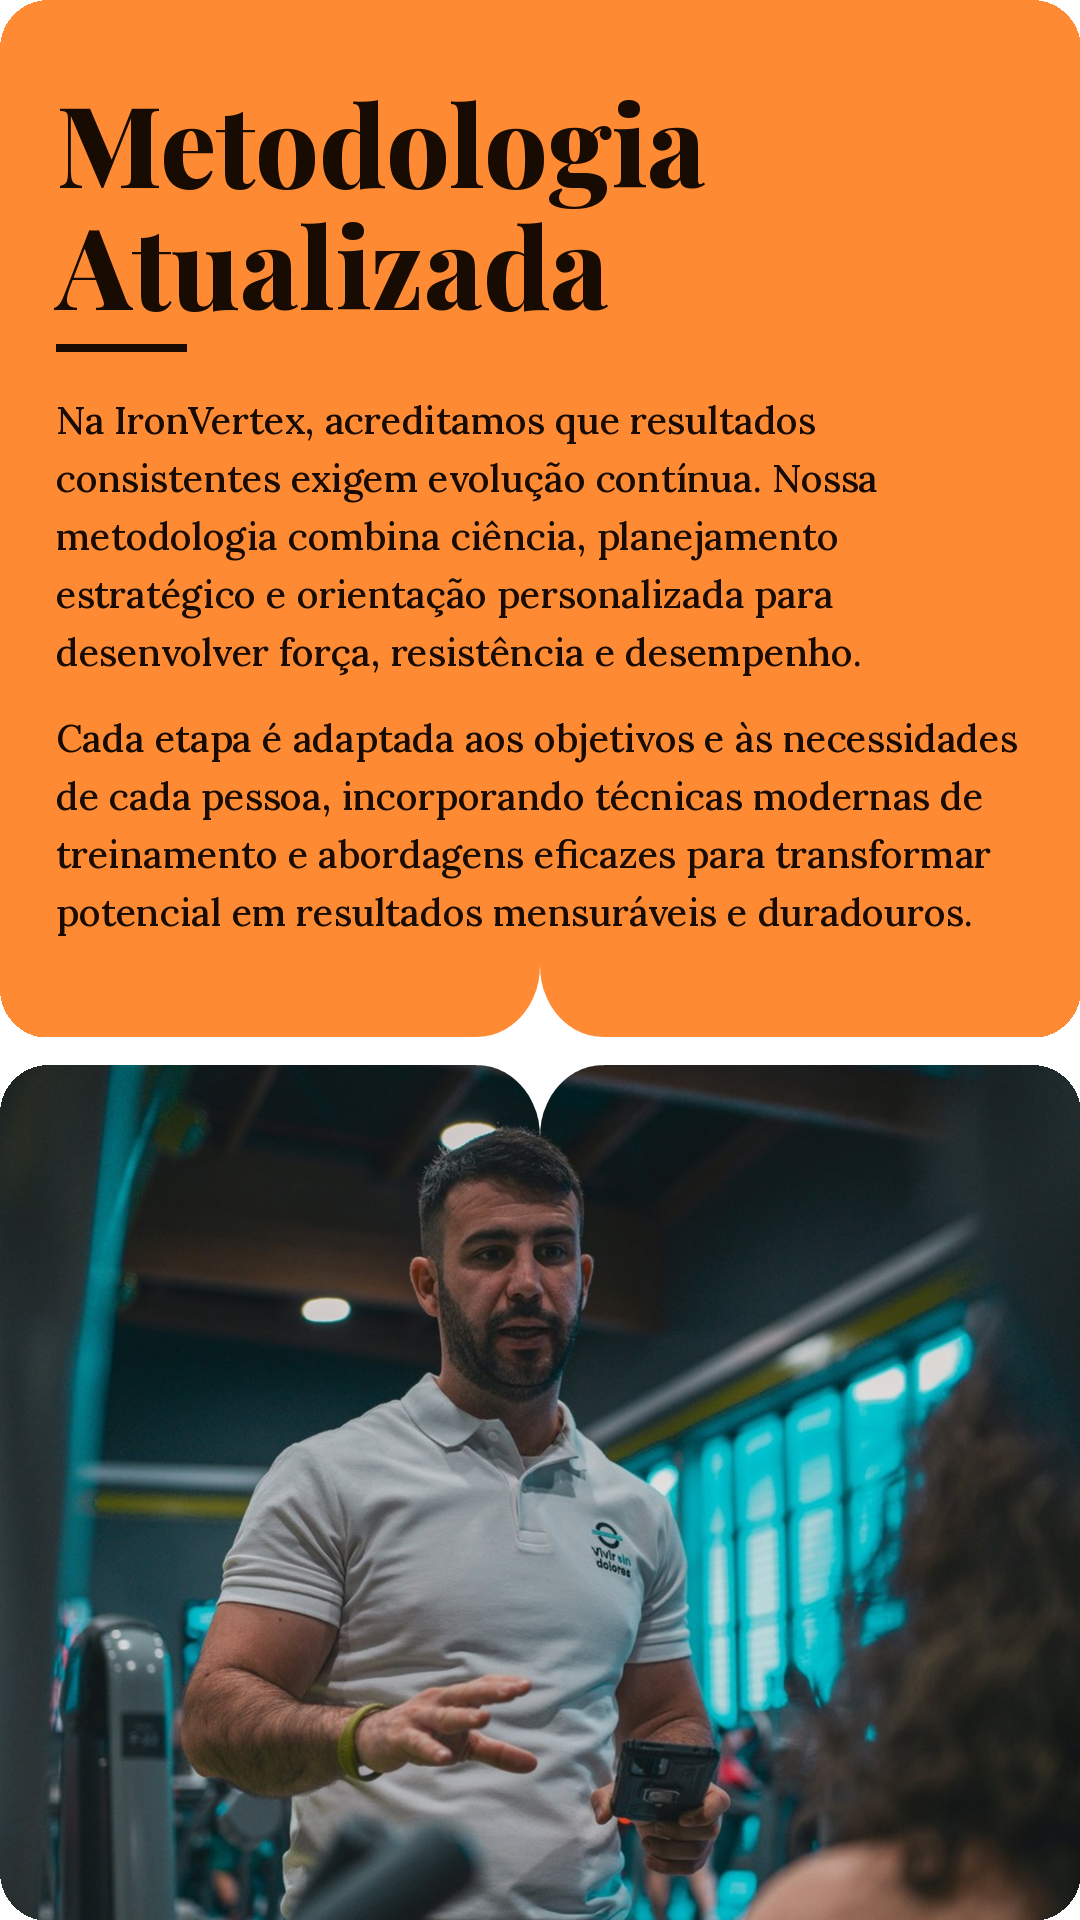 Metodologia
Atualizada
Na IronVertex, acreditamos que resultados
consistentes exigem evolução contínua. Nossa
metodologia combina ciência, planejamento
estratégico e orientação personalizada para
desenvolver força, resistência e desempenho.
Cada etapa é adaptada aos objetivos e às necessidades
de cada pessoa, incorporando técnicas modernas de
treinamento e abordagens eficazes para transformar
potencial em resultados mensuráveis e duradouros.
Vivir sin
dolores